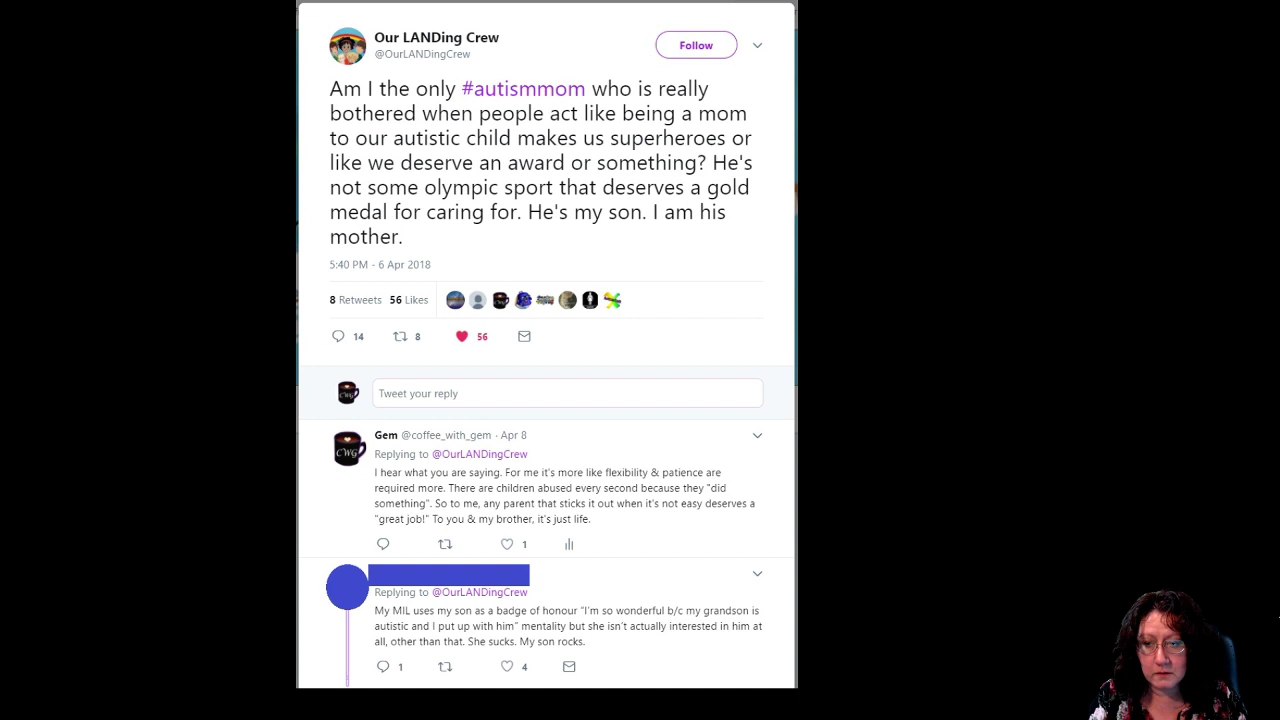 Our LANDing Crew
@OurLANDingCrew
Follow
Am I the only #autismmom who is really
bothered when people act like being a mom
to our autistic child makes us superheroes or
like we deserve an award or something? He's
not some olympic sport that deserves a gold
medal for caring for. He's my son. I am his
mother.
5:40 PM - 6 Apr 2018
8 Retweets 56 Likes
14 8 56
Tweet your reply
CWG
Gem @coffee_with_gem · Apr 8
CWG
Replying to @OurLANDingCrew
I hear what you are saying. For me it's more like flexibility & patience are
required more. There are children abused every second because they "did
something". So to me, any parent that sticks it out when it's not easy deserves a
"great job!" To you & my brother, it's just life.
1
Replying to @OurLANDingCrew
My MIL uses my son as a badge of honour "I'm so wonderful b/c my grandson is
autistic and I put up with him" mentality but she isn't actually interested in him at
all, other than that. She sucks. My son rocks.
1 4